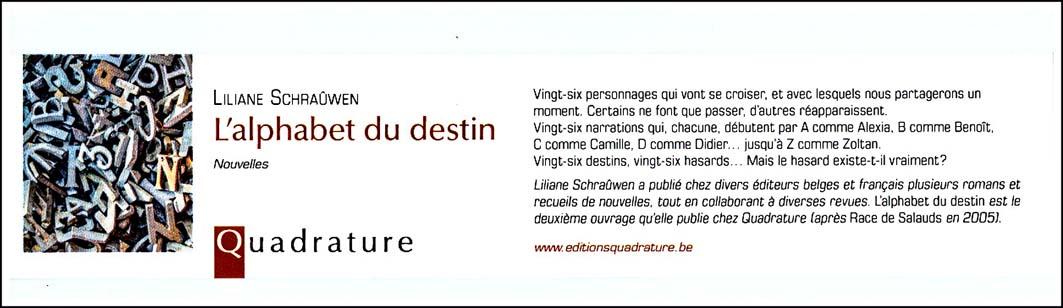 LILIANE SCHRAÛWEN
L'alphabet du destin
Nouvelles
Quadrature
Vingt-six personnages qui vont se croiser, et avec lesquels nous partagerons un
moment. Certains ne font que passer, d'autres réapparaissent.
Vingt-six narrations qui, chacune, débutent par A comme Alexia, B comme Benoît,
C comme Camille, D comme Didier... jusqu'à Z comme Zoltan.
Vingt-six destins, vingt-six hasards... Mais le hasard existe-t-il vraiment?
Liliane Schraûwen a publié chez divers éditeurs belges et français plusieurs romans et
recueils de nouvelles, tout en collaborant à diverses revues. L'alphabet du destin est le
deuxième ouvrage qu'elle publie chez Quadrature (après Race de Salauds en 2005).
www.editionsquadrature.be